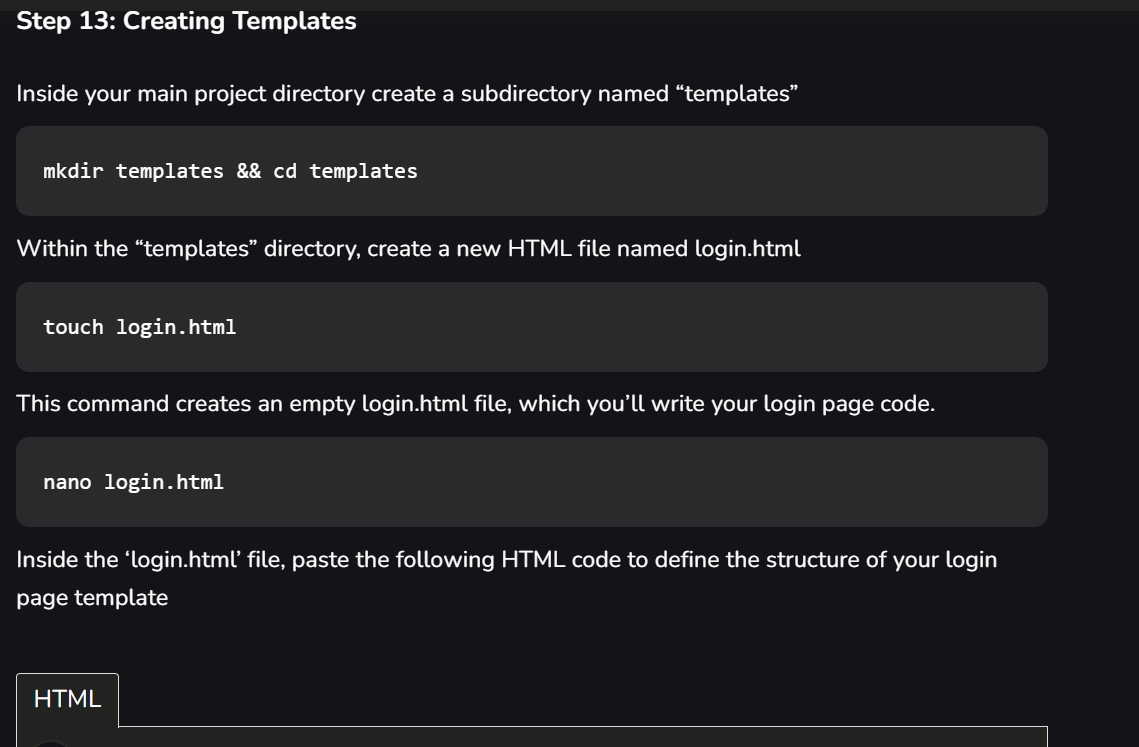 Step 13: Creating Templates
Inside your main project directory create a subdirectory named “templates”
mkdir templates && cd templates
Within the “templates” directory, create a new HTML file named login.html
touch login.html
This command creates an empty login.html file, which you’ll write your login page code.
nano login.html
Inside the ‘login.html’ file, paste the following HTML code to define the structure of your login
page template
HTML